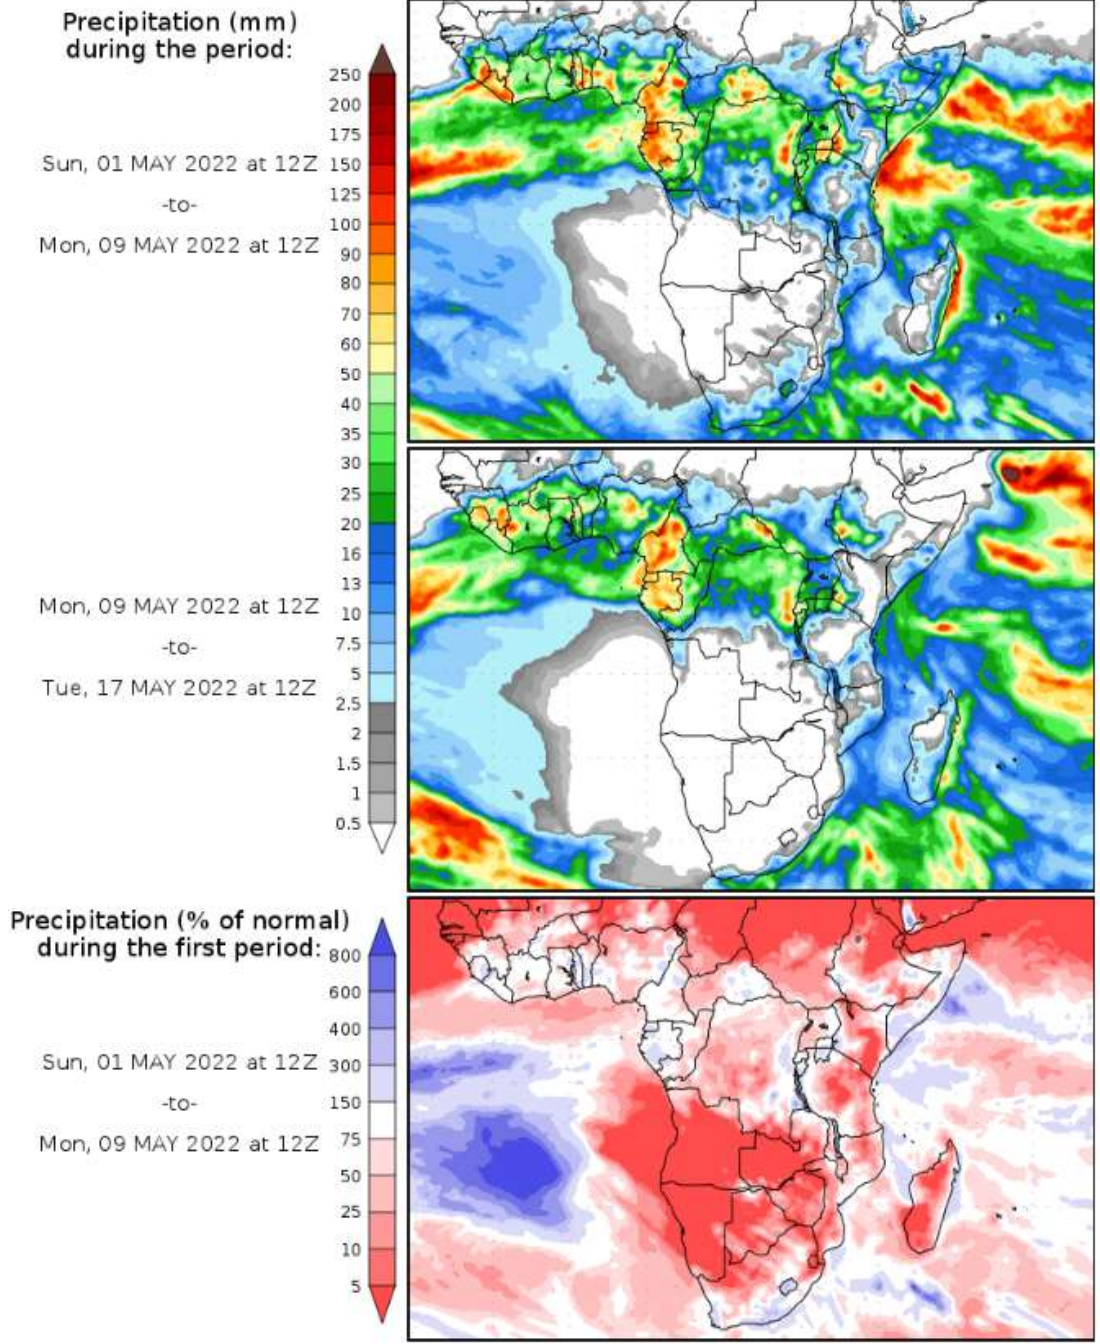 Precipitation (mm)
during the period:
250
200
175
150
125
100
90
80
70
60
50
40
35
30
25
20
16
13
10
7.5
5
2.5
2
1.5
1
0.5
Sun, 01 MAY 2022 at 12Z
-to-
Mon, 09 MAY 2022 at 12Z
Mon, 09 MAY 2022 at 12Z
-to-
Tue, 17 MAY 2022 at 12Z
Precipitation (% of normal)
during the first period:
800
600
400
300
150
75
50
25
10
5
Sun, 01 MAY 2022 at 12Z
-to-
Mon, 09 MAY 2022 at 12Z